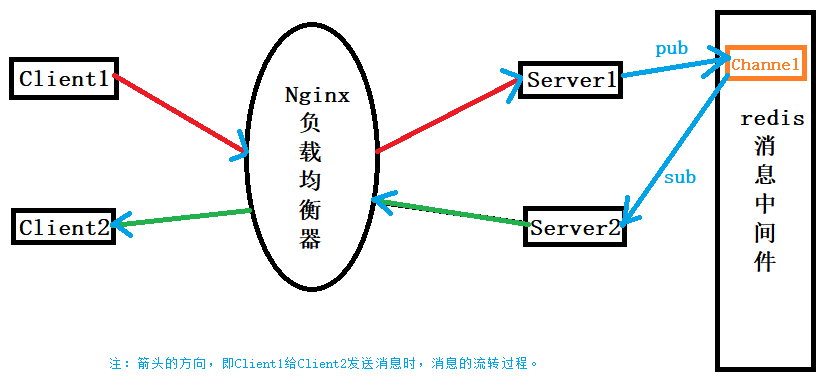 Client1
Client2
Nginx
负
载
均
衡
器
Server1
Server2
pub
sub
Channel
redis
消
息
中
间
件
注：箭头的方向，即Client1给Client2发送消息时，消息的流转过程。